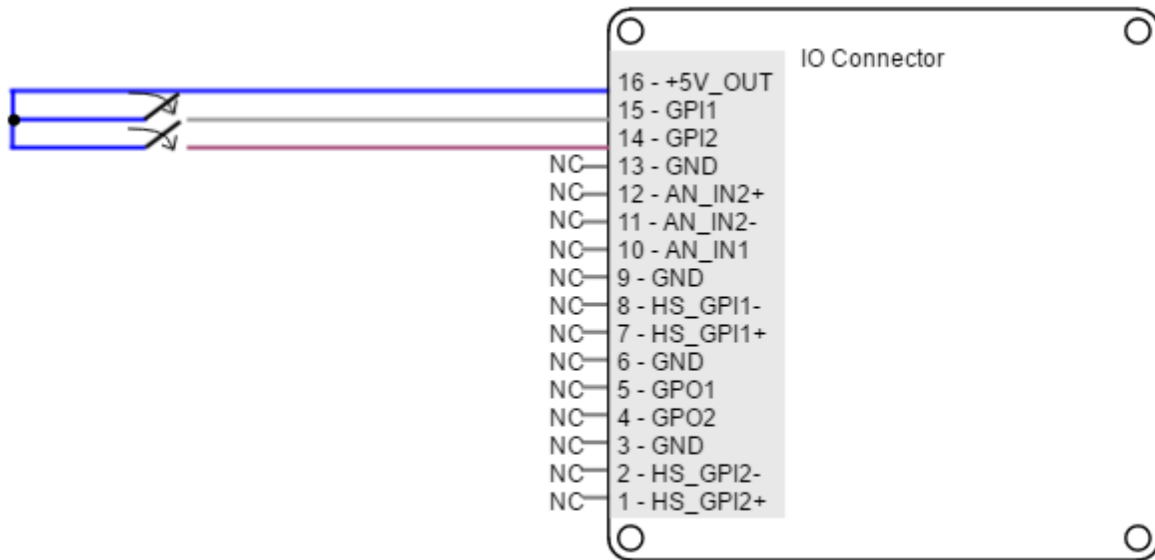 IO Connector
16 - +5V_OUT
15 - GPI1
14 - GPI2
NC 13 - GND
NC 12 - AN_IN2+
NC 11 - AN_IN2-
NC 10 - AN_IN1
NC 9 - GND
NC 8 - HS_GPI1-
NC 7 - HS_GPI1+
NC 6 - GND
NC 5 - GPO1
NC 4 - GPO2
NC 3 - GND
NC 2 - HS_GPI2-
NC 1 - HS_GPI2+